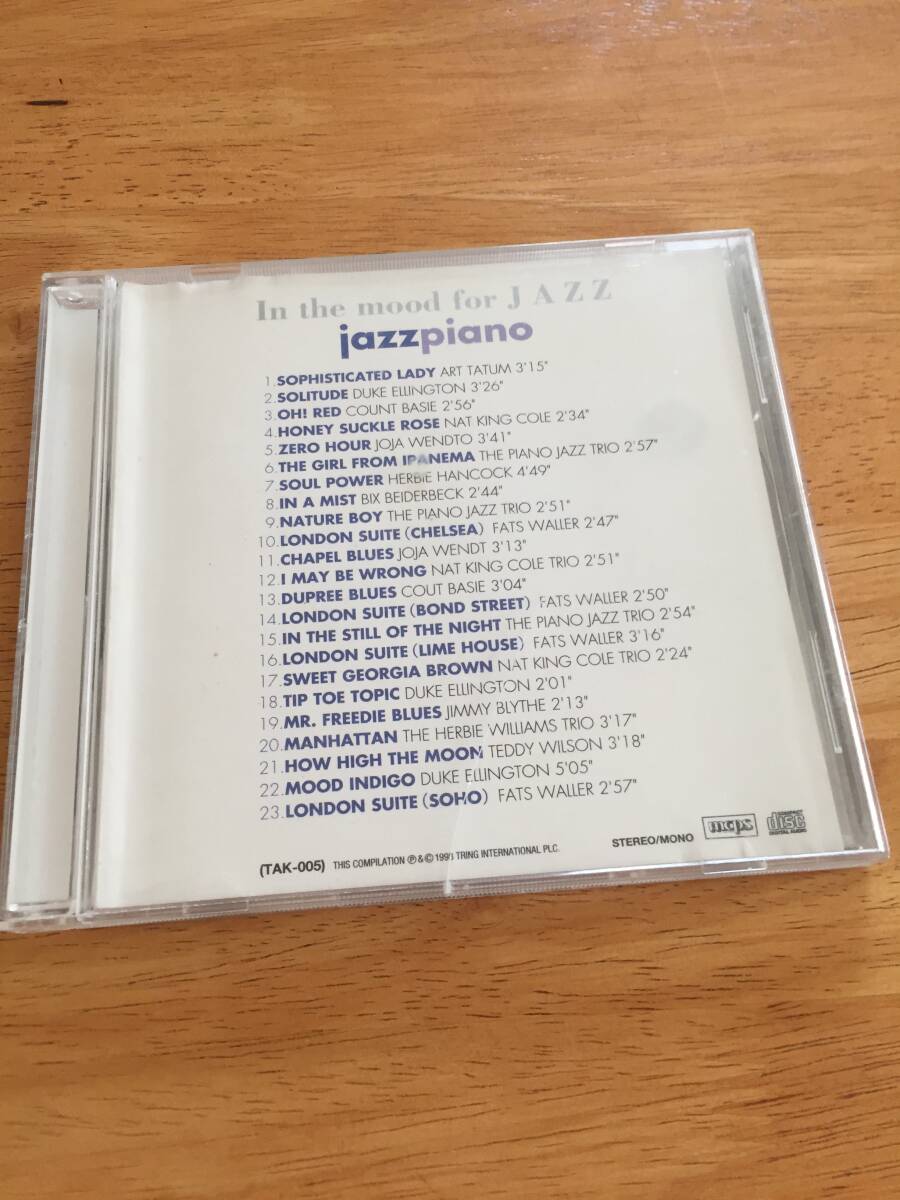 In the mood for JAZZ
jazzpiano
1.SOPHISTICATED LADY ART TATUM 3'15"
2.SOLITUDE DUKE ELLINGTON 3'26"
3.OH! RED COUNT BASIE 2'56"
4.HONEY SUCKLE ROSE NAT KING COLE 2'34"
5.ZERO HOUR JOJA WENDTO 3'41"
6.THE GIRL FROM IPANEMA THE PIANO JAZZ TRIO 2'57"
7.SOUL POWER HERBIE HANCOCK 4'49"
8.IN A MIST BIX BEIDERBECK 2'44"
9.NATURE BOY THE PIANO JAZZ TRIO 2'51"
10.LONDON SUITE (CHELSEA) FATS WALLER 2'47"
11.CHAPEL BLUES JOJA WENDT 3'13"
12.I MAY BE WRONG NAT KING COLE TRIO 2'51"
13.DUPREE BLUES COUT BASIE 3'04"
14.LONDON SUITE (BOND STREET) FATS WALLER 2'50"
15.IN THE STILL OF THE NIGHT THE PIANO JAZZ TRIO 2'54"
16.LONDON SUITE (LIME HOUSE) FATS WALLER 3'16"
17.SWEET GEORGIA BROWN NAT KING COLE TRIO 2'24"
18.TIP TOE TOPIC DUKE ELLINGTON 2'01"
19.MR. FREEDIE BLUES JIMMY BLYTHE 2'13"
20.MANHATTAN THE HERBIE WILLIAMS TRIO 3'17"
21.HOW HIGH THE MOON TEDDY WILSON 3'18"
22.MOOD INDIGO DUKE ELLINGTON 5'05"
23.LONDON SUITE (SOHO) FATS WALLER 2'57"
(TAK-005) THIS COMPILATION ℗&© TRING INTERNATIONAL PLC.
STEREO/MONO
mcps
COMPACT disc DIGITAL AUDIO